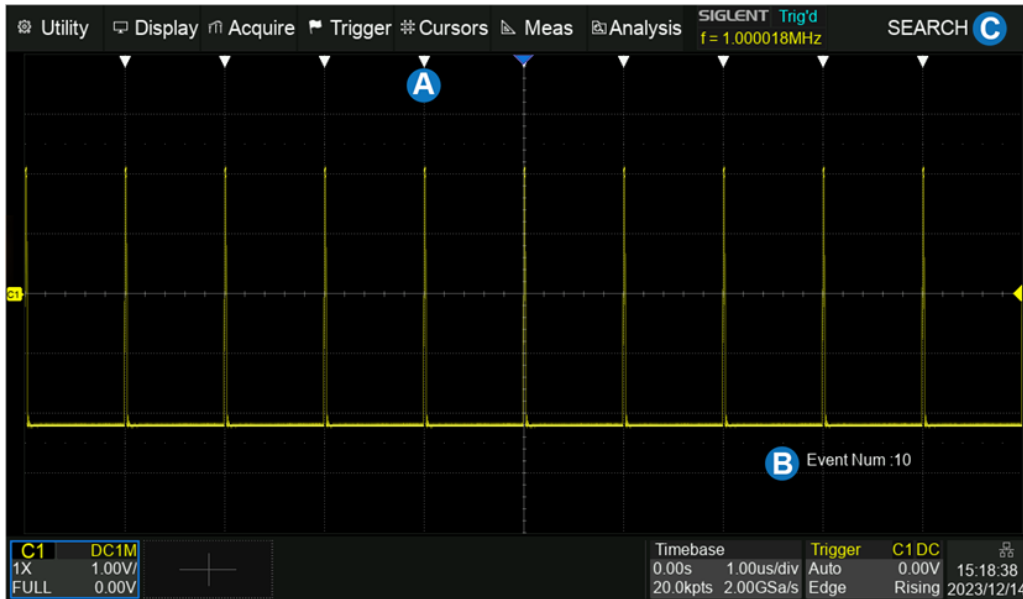 Utility Display Acquire Trigger Cursors Meas Analysis SIGLENT Trig'd SEARCH C
f = 1.000018MHz
A
C1
B Event Num :10
C1 DC1M
1X 1.00V/
FULL 0.00V
Timebase
0.00s 1.00us/div
20.0kpts 2.00GSa/s
Trigger C1 DC
Auto 0.00V
Edge Rising
15:18:38
2023/12/14